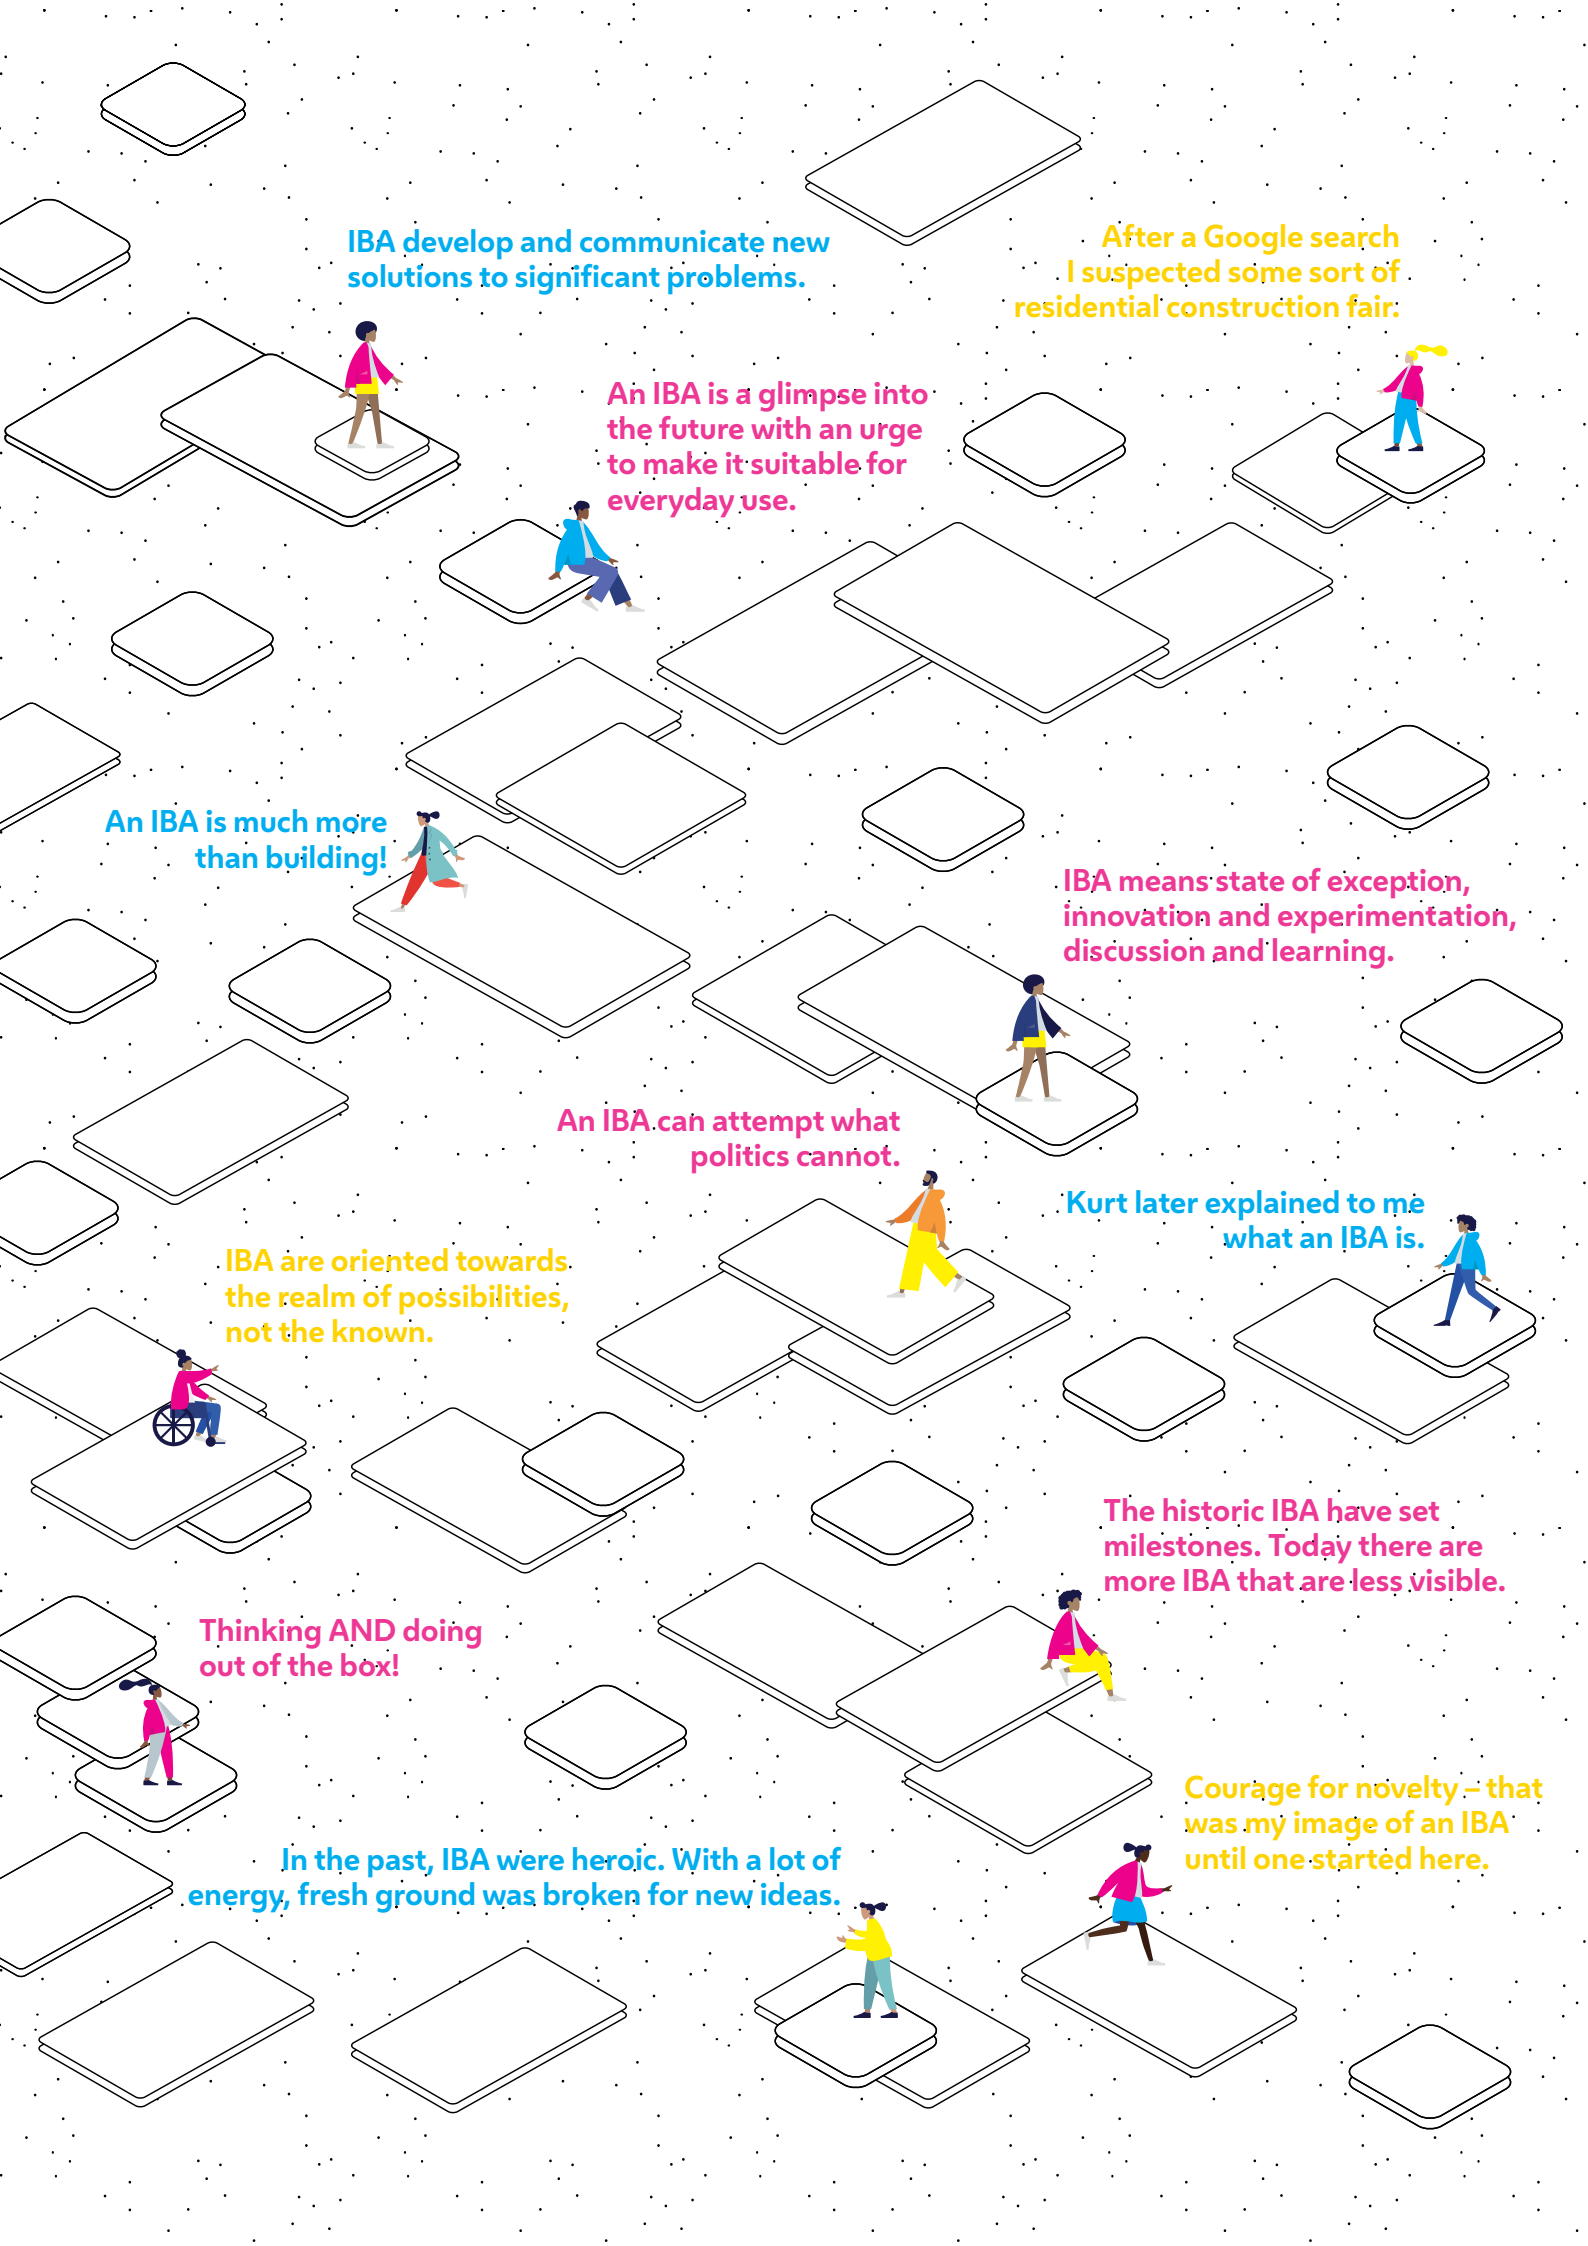 IBA develop and communicate new
solutions to significant problems.
After a Google search
I suspected some sort of
residential construction fair.
An IBA is a glimpse into
the future with an urge
to make it suitable for
everyday use.
An IBA is much more
than building!
IBA means state of exception,
innovation and experimentation,
discussion and learning.
An IBA can attempt what
politics cannot.
Kurt later explained to me
what an IBA is.
IBA are oriented towards
the realm of possibilities,
not the known.
The historic IBA have set
milestones. Today there are
more IBA that are less visible.
Thinking AND doing
out of the box!
Courage for novelty – that
was my image of an IBA
until one started here.
In the past, IBA were heroic. With a lot of
energy, fresh ground was broken for new ideas.